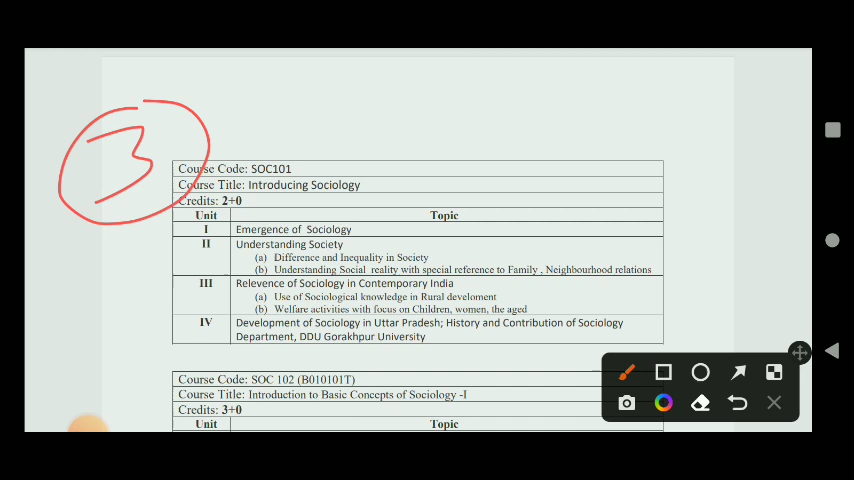 3
Course Code: SOC101
Course Title: Introducing Sociology
Credits: 2+0
Unit Topic
I Emergence of Sociology
II Understanding Society
(a) Difference and Inequality in Society
(b) Understanding Social reality with special reference to Family , Neighbourhood relations
III Relevence of Sociology in Contemporary India
(a) Use of Sociological knowledge in Rural develoment
(b) Welfare activities with focus on Children, women, the aged
IV Development of Sociology in Uttar Pradesh; History and Contribution of Sociology
Department, DDU Gorakhpur University
Course Code: SOC 102 (B010101T)
Course Title: Introduction to Basic Concepts of Sociology -I
Credits: 3+0
Unit Topic